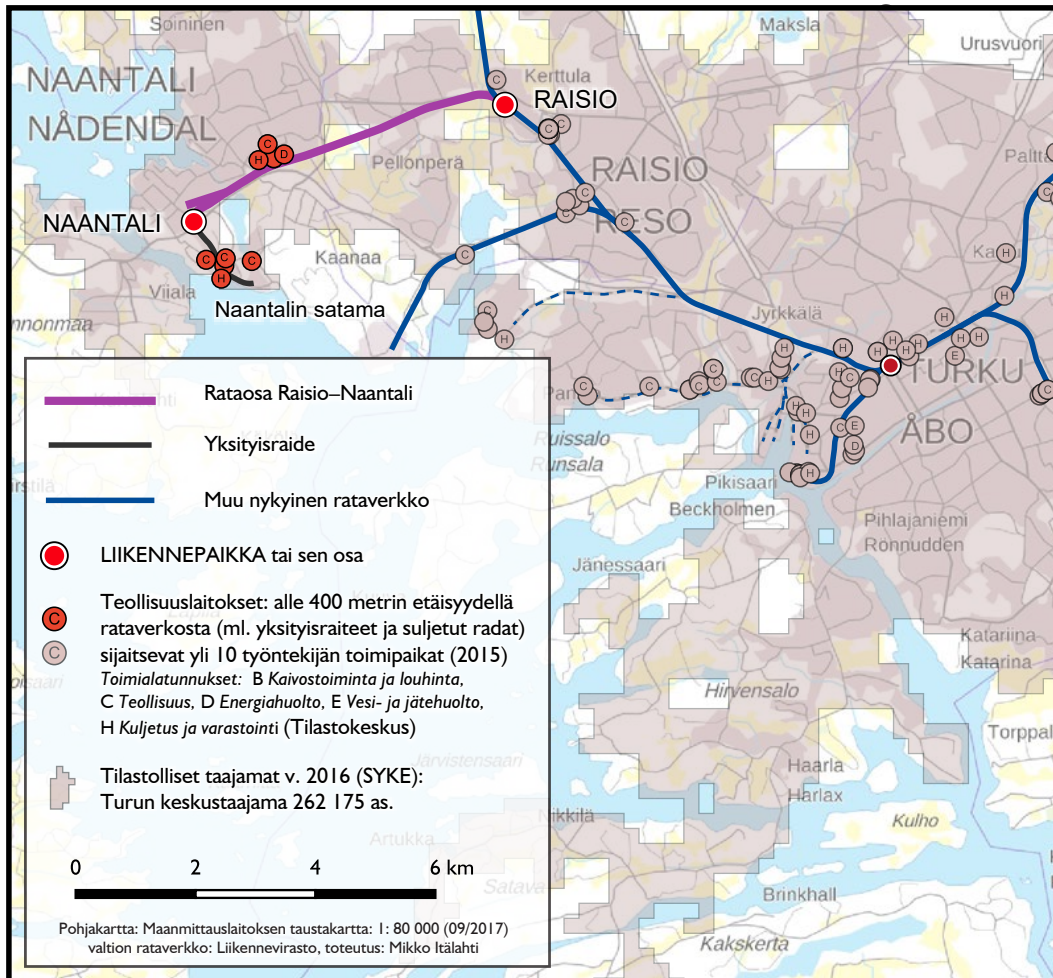 Soininen
Maksla
Urusvuori
NAANTALI
NÅDENDAL
Kerttula
RAISIO
Pellonperä
RAISIO
RESO
Paltta
NAANTALI
Kanaa
Viiala
Naantalin satama
Jyrkkälä
TURKU
ÅBO
Ruissalo
Runsala
Pikisaari
Beckholmen
Pihlajaniemi
Ronnudden
Jänessaari
Katariina
Katarina
Hirvensalo
Torppal
Haarla
Harlax
Kulho
Nikkilä
Brinkhall
Kakskerta
Satava
Artukka
Järvistensaari
Rataosa Raisio–Naantali
Yksityisraide
Muu nykyinen rataverkko
LIIKENNEPAIKKA tai sen osa
Teollisuuslaitokset: alle 400 metrin etäisyydellä
rataverkosta (ml. yksityisraiteet ja suljetut radat)
sijaitsevat yli 10 työntekijän toimipaikat (2015)
Toimialatunnukset: B Kaivostoiminta ja louhinta,
C Teollisuus, D Energiahuolto, E Vesi- ja jätehuolto,
H Kuljetus ja varastointi (Tilastokeskus)
Tilastolliset taajamat v. 2016 (SYKE):
Turun keskustaajama 262 175 as.
0 2 4 6 km
Pohjakartta: Maanmittauslaitoksen taustakartta: 1: 80 000 (09/2017)
valtion rataverkko: Liikennevirasto, toteutus: Mikko Itälahti